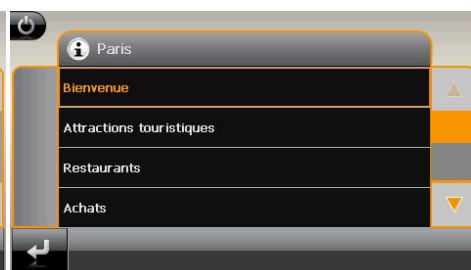 Paris
Bienvenue
Attractions touristiques
Restaurants
Achats